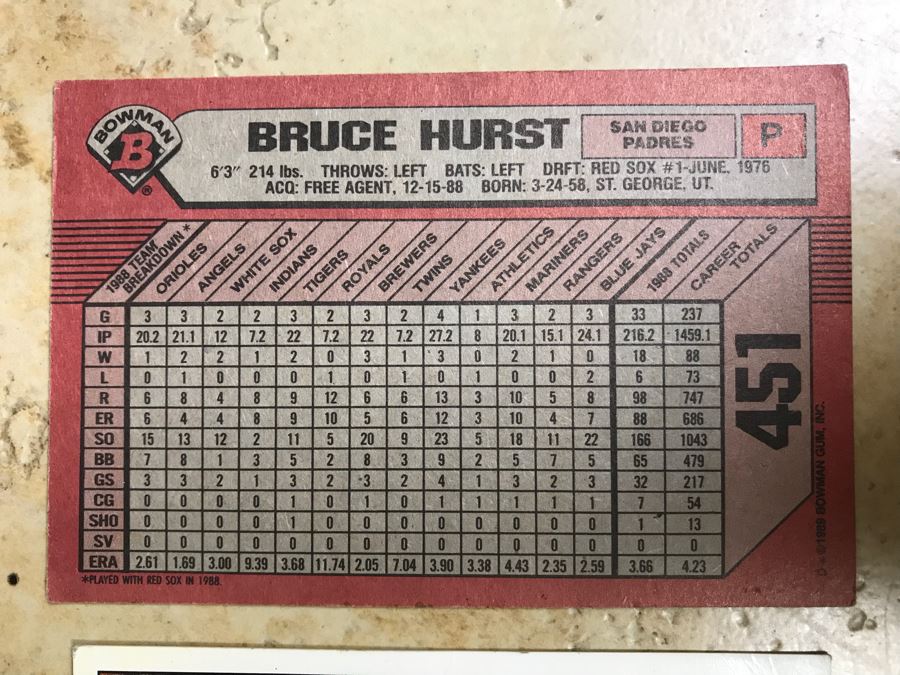 BOWMAN
B
®
BRUCE HURST
SAN DIEGO
PADRES
P
6'3" 214 lbs. THROWS: LEFT BATS: LEFT DRFT: RED SOX #1-JUNE, 1976
ACQ: FREE AGENT, 12-15-88 BORN: 3-24-58, ST. GEORGE, UT.
1988 TEAM BREAKDOWN* ORIOLES ANGELS WHITE SOX INDIANS TIGERS ROYALS BREWERS TWINS YANKEES ATHLETICS MARINERS RANGERS BLUE JAYS 1988 TOTALS CAREER TOTALS
G 3 3 2 2 3 2 3 2 4 1 3 2 3 33 237
IP 20.2 21.1 12 7.2 22 7.2 22 7.2 27.2 8 20.1 15.1 24.1 216.2 1459.1
W 1 2 2 1 2 0 3 1 3 0 2 1 0 18 88
L 0 1 0 0 0 1 0 1 0 1 0 0 2 6 73
R 6 8 4 8 9 12 6 6 13 3 10 5 8 98 747
ER 6 4 4 8 9 10 5 6 12 3 10 4 7 88 686
SO 15 13 12 2 11 5 20 9 23 5 18 11 22 166 1043
BB 7 8 1 3 5 2 8 3 9 2 5 7 5 65 479
GS 3 3 2 1 3 2 3 2 4 1 3 2 3 32 217
CG 0 0 0 0 1 0 1 0 1 1 1 1 1 7 54
SHO 0 0 0 0 1 0 0 0 0 0 0 0 0 1 13
SV 0 0 0 0 0 0 0 0 0 0 0 0 0 0 0
ERA 2.61 1.69 3.00 9.39 3.68 11.74 2.05 7.04 3.90 3.38 4.43 2.35 2.59 3.66 4.23
*PLAYED WITH RED SOX IN 1988.
451
© 1989 BOWMAN GUM, INC.